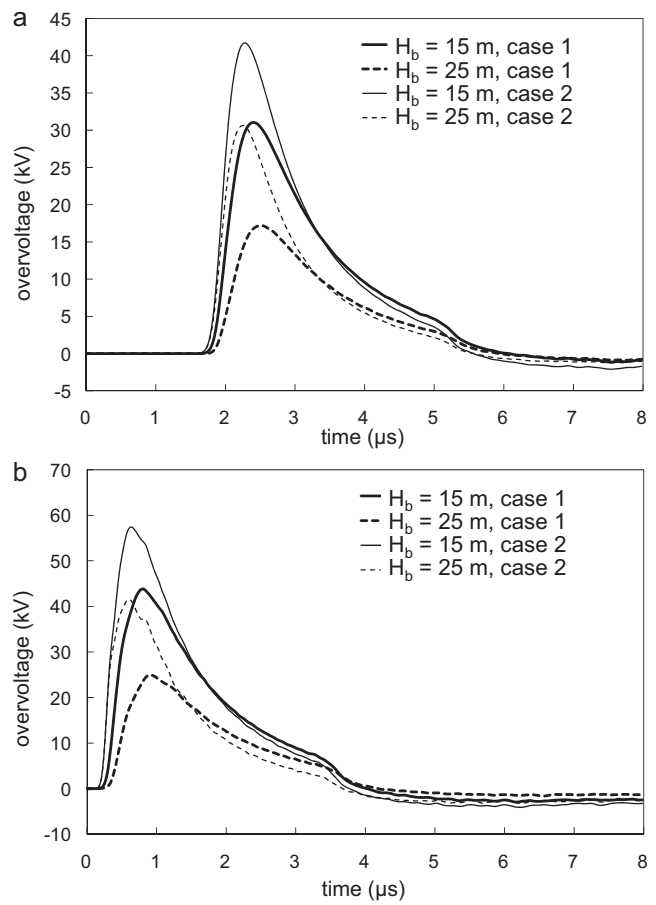 a
45
40
35
30
25
20
15
10
5
0
-5
overvoltage (kV)
H_b = 15 m, case 1
H_b = 25 m, case 1
H_b = 15 m, case 2
H_b = 25 m, case 2
0 1 2 3 4 5 6 7 8
time (µs)
b
70
60
50
40
30
20
10
0
-10
overvoltage (kV)
H_b = 15 m, case 1
H_b = 25 m, case 1
H_b = 15 m, case 2
H_b = 25 m, case 2
0 1 2 3 4 5 6 7 8
time (µs)